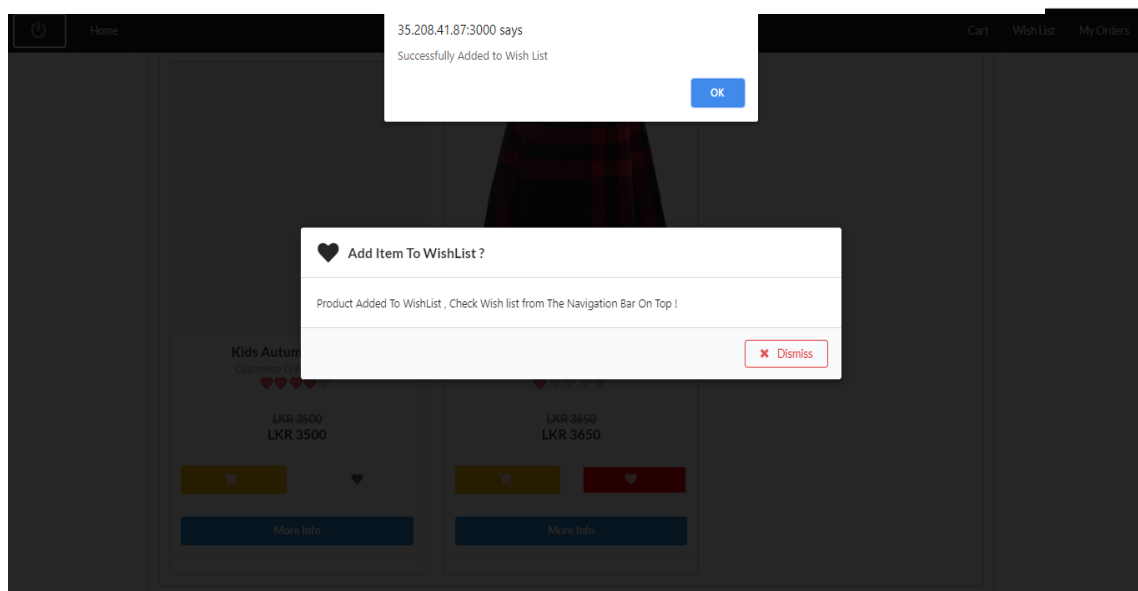 35.208.41.87:3000 says
Successfully Added to Wish List
OK
Home
Cart
Wish List
My Orders
Add Item To WishList ?
Product Added To WishList , Check Wish list from The Navigation Bar On Top !
Dismiss
Kids Autum
Cashmere D
LKR 3500
LKR 3500
More Info
LKR 3650
LKR 3650
More Info